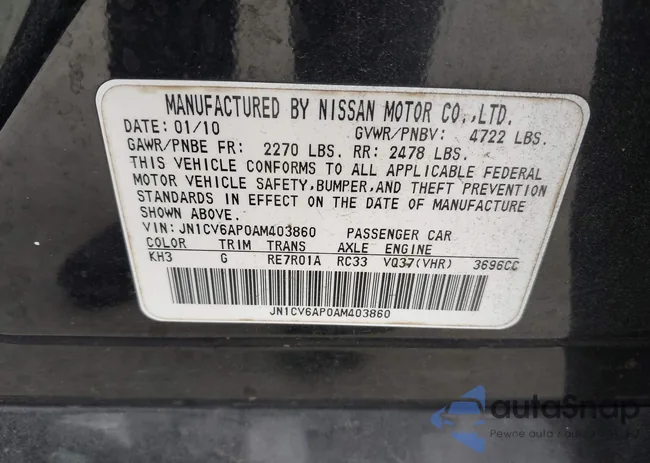 MANUFACTURED BY NISSAN MOTOR CO.,LTD.
DATE: 01/10 GVWR/PNBV: 4722 LBS.
GAWR/PNBE FR: 2270 LBS. RR: 2478 LBS.
THIS VEHICLE CONFORMS TO ALL APPLICABLE FEDERAL
MOTOR VEHICLE SAFETY,BUMPER,AND THEFT PREVENTION
STANDARDS IN EFFECT ON THE DATE OF MANUFACTURE
SHOWN ABOVE.
VIN: JN1CV6AP0AM403860 PASSENGER CAR
COLOR TRIM TRANS AXLE ENGINE
KH3 G RE7R01A RC33 VQ37(VHR) 3696CC
JN1CV6AP0AM403860
autoSnap
Pewne auto